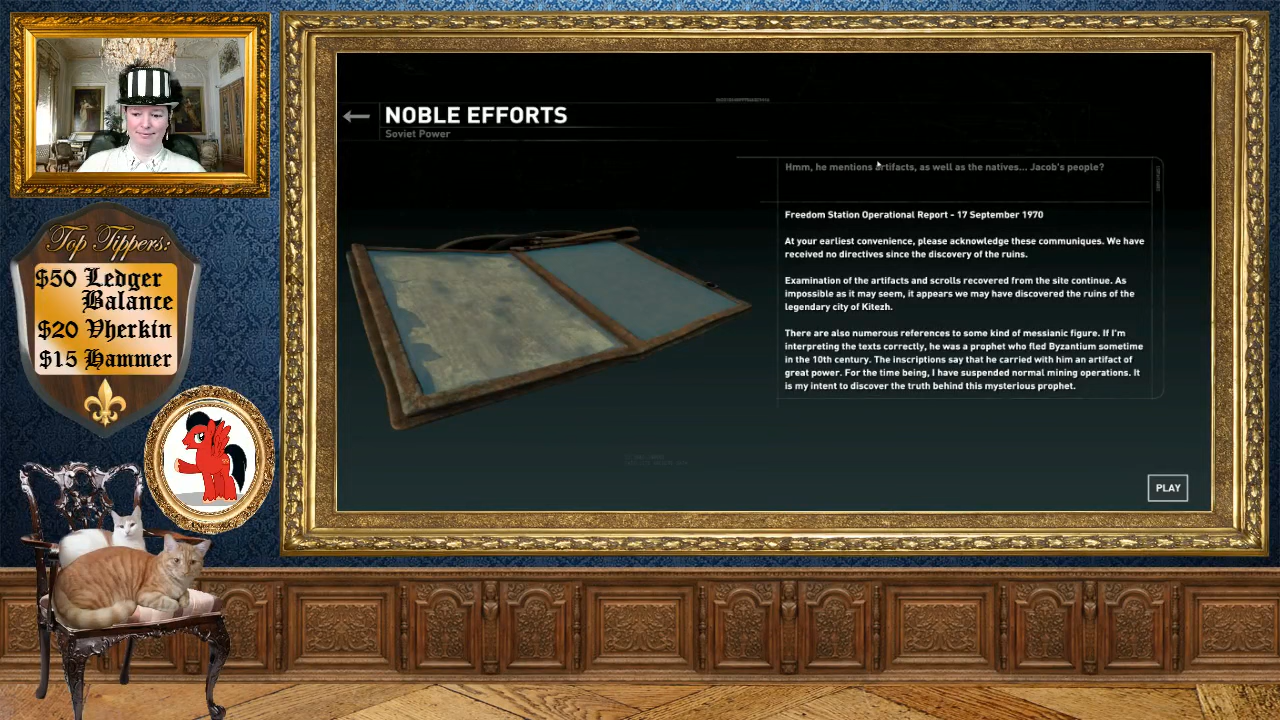 NOBLE EFFORTS
Soviet Power
Hmm, he mentions artifacts, as well as the natives... Jacob's people?
Freedom Station Operational Report - 17 September 1970
At your earliest convenience, please acknowledge these communiques. We have
received no directives since the discovery of the ruins.
Examination of the artifacts and scrolls recovered from the site continue. As
impossible as it may seem, it appears we may have discovered the ruins of the
legendary city of Kitezh.
There are also numerous references to some kind of messianic figure. If I'm
interpreting the texts correctly, he was a prophet who fled Byzantium sometime
in the 10th century. The inscriptions say that he carried with him an artifact of
great power. For the time being, I have suspended normal mining operations. It
is my intent to discover the truth behind this mysterious prophet.
PLAY
Top Tippers:
$50 Ledger
Balance
$20 Vherkin
$15 Hammer